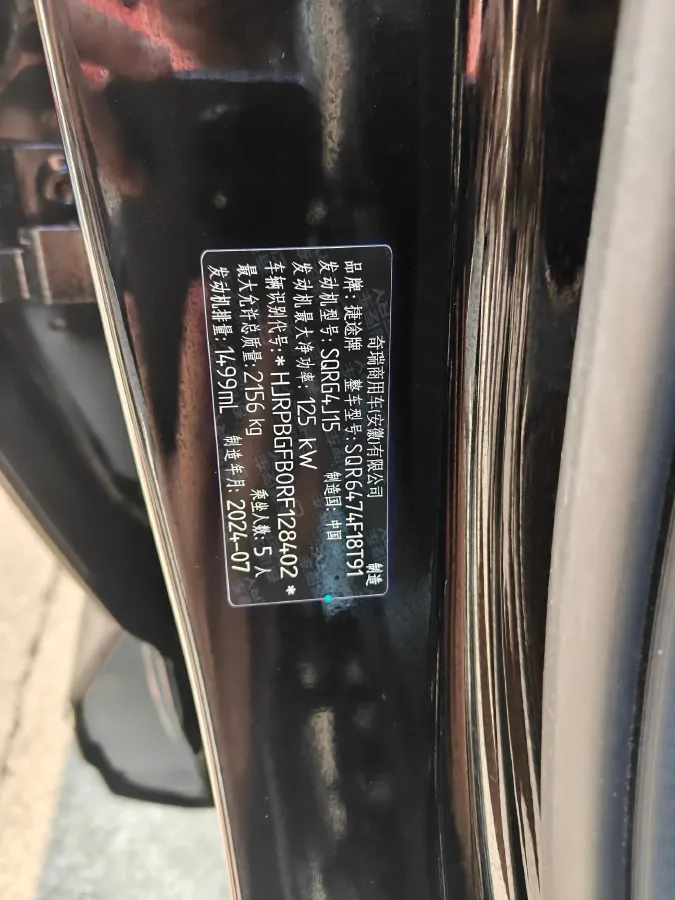 奇瑞商用车(安徽)有限公司 制造
品牌：捷途牌 整车型号：SQR6474F18T91
发动机型号：SQRG4J15 制造国：中国
发动机最大净功率：125 kW
车辆识别代号：*HJRPBGFB0RF128402*
最大允许总质量：2156 kg 乘坐人数：5人
发动机排量：1499mL 制造年月：2024-07